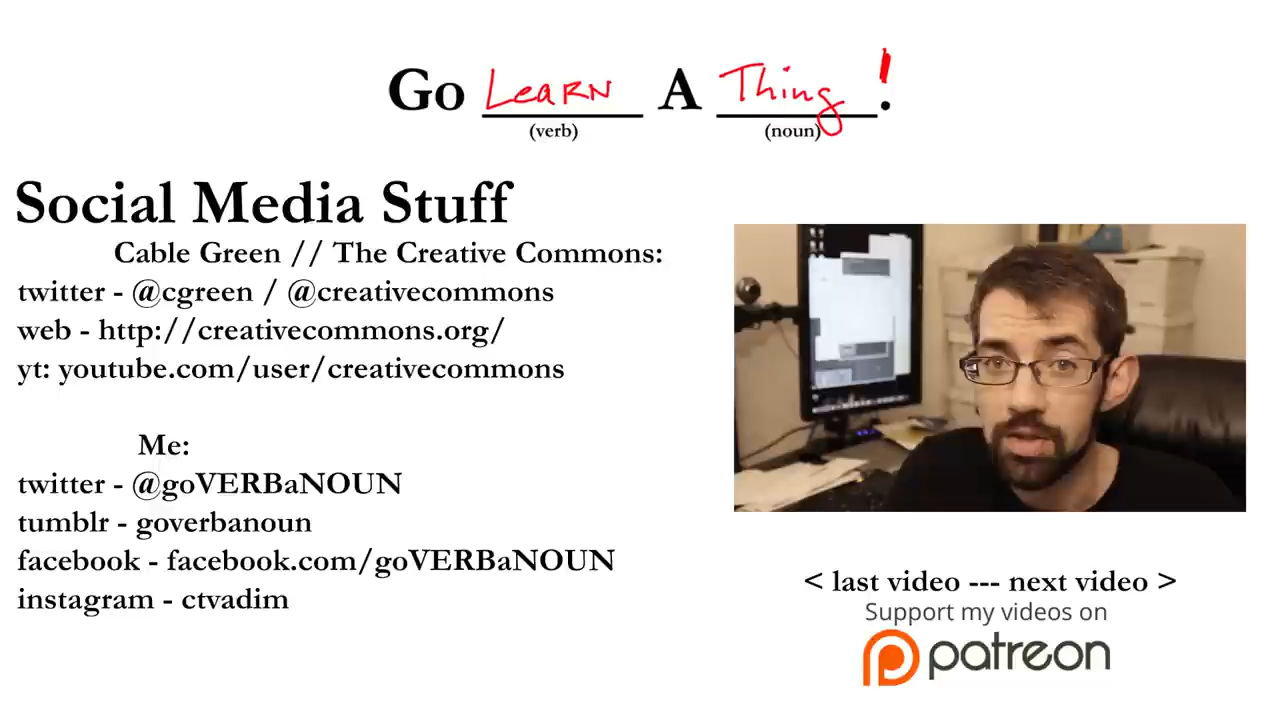 Go Learn A Thing!
(verb) (noun)
Social Media Stuff
Cable Green // The Creative Commons:
twitter - @cgreen / @creativecommons
web - http://creativecommons.org/
yt: youtube.com/user/creativecommons
Me:
twitter - @goVERBaNOUN
tumblr - goverbanoun
facebook - facebook.com/goVERBaNOUN
instagram - ctvadim
< last video --- next video >
Support my videos on
patreon